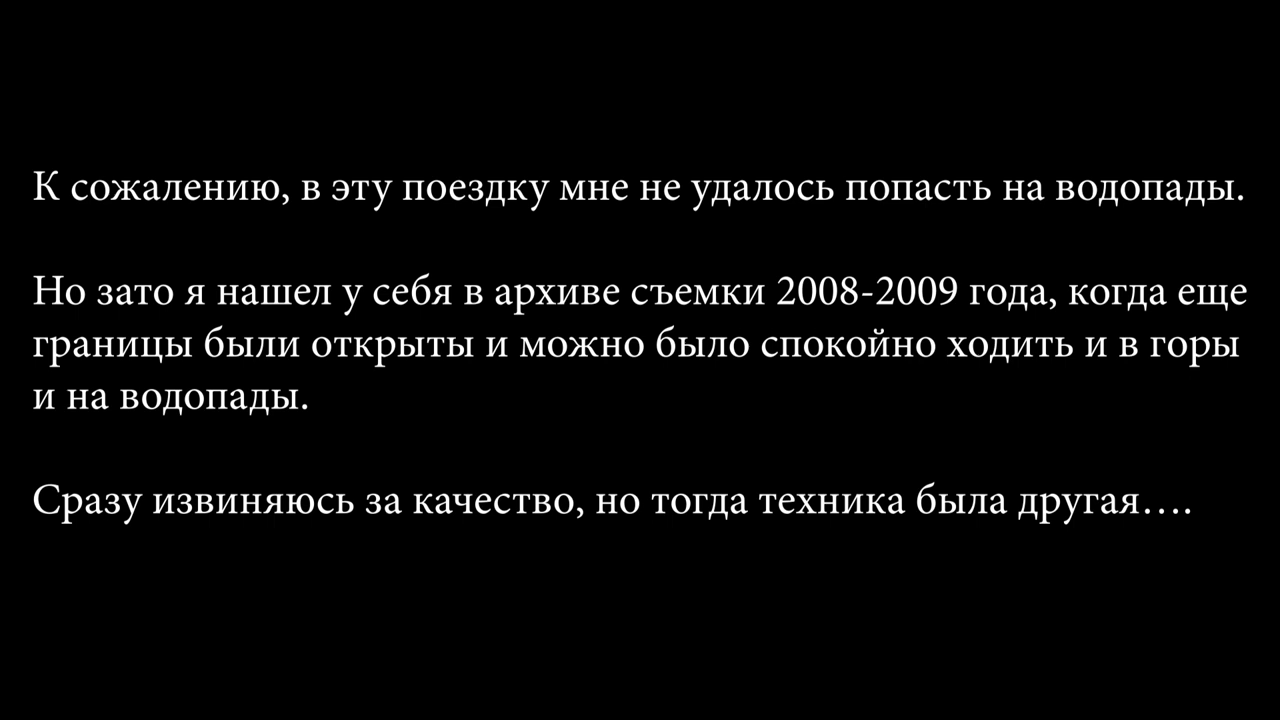 К сожалению, в эту поездку мне не удалось попасть на водопады.
Но зато я нашел у себя в архиве съемки 2008-2009 года, когда еще
границы были открыты и можно было спокойно ходить и в горы
и на водопады.
Сразу извиняюсь за качество, но тогда техника была другая….